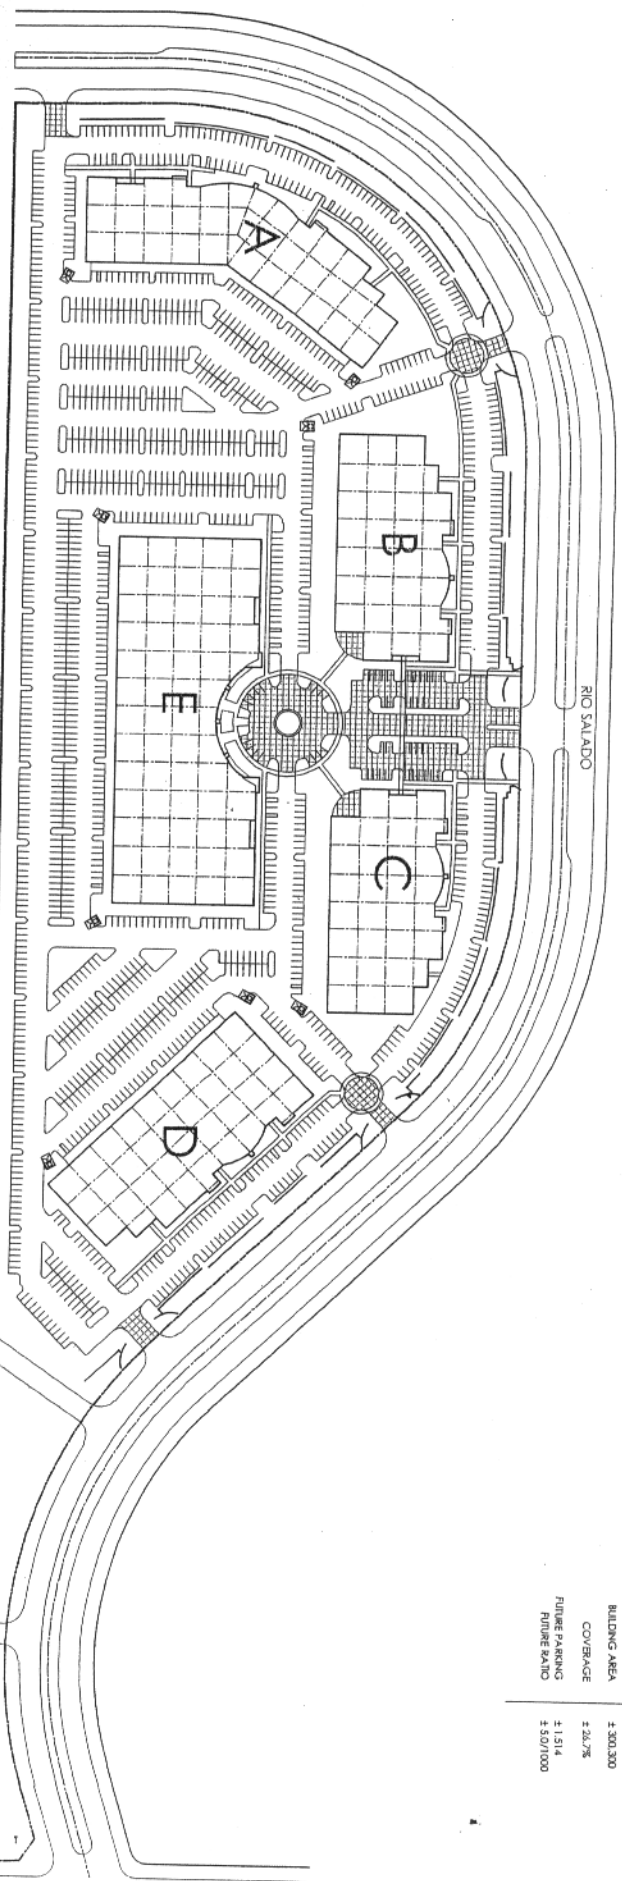 RIO SALADO
A
B
C
E
D
BUILDING AREA ± 300,300
COVERAGE ± 26.7%
FUTURE PARKING ± 1,514
FUTURE RATIO ± 5.0/1000